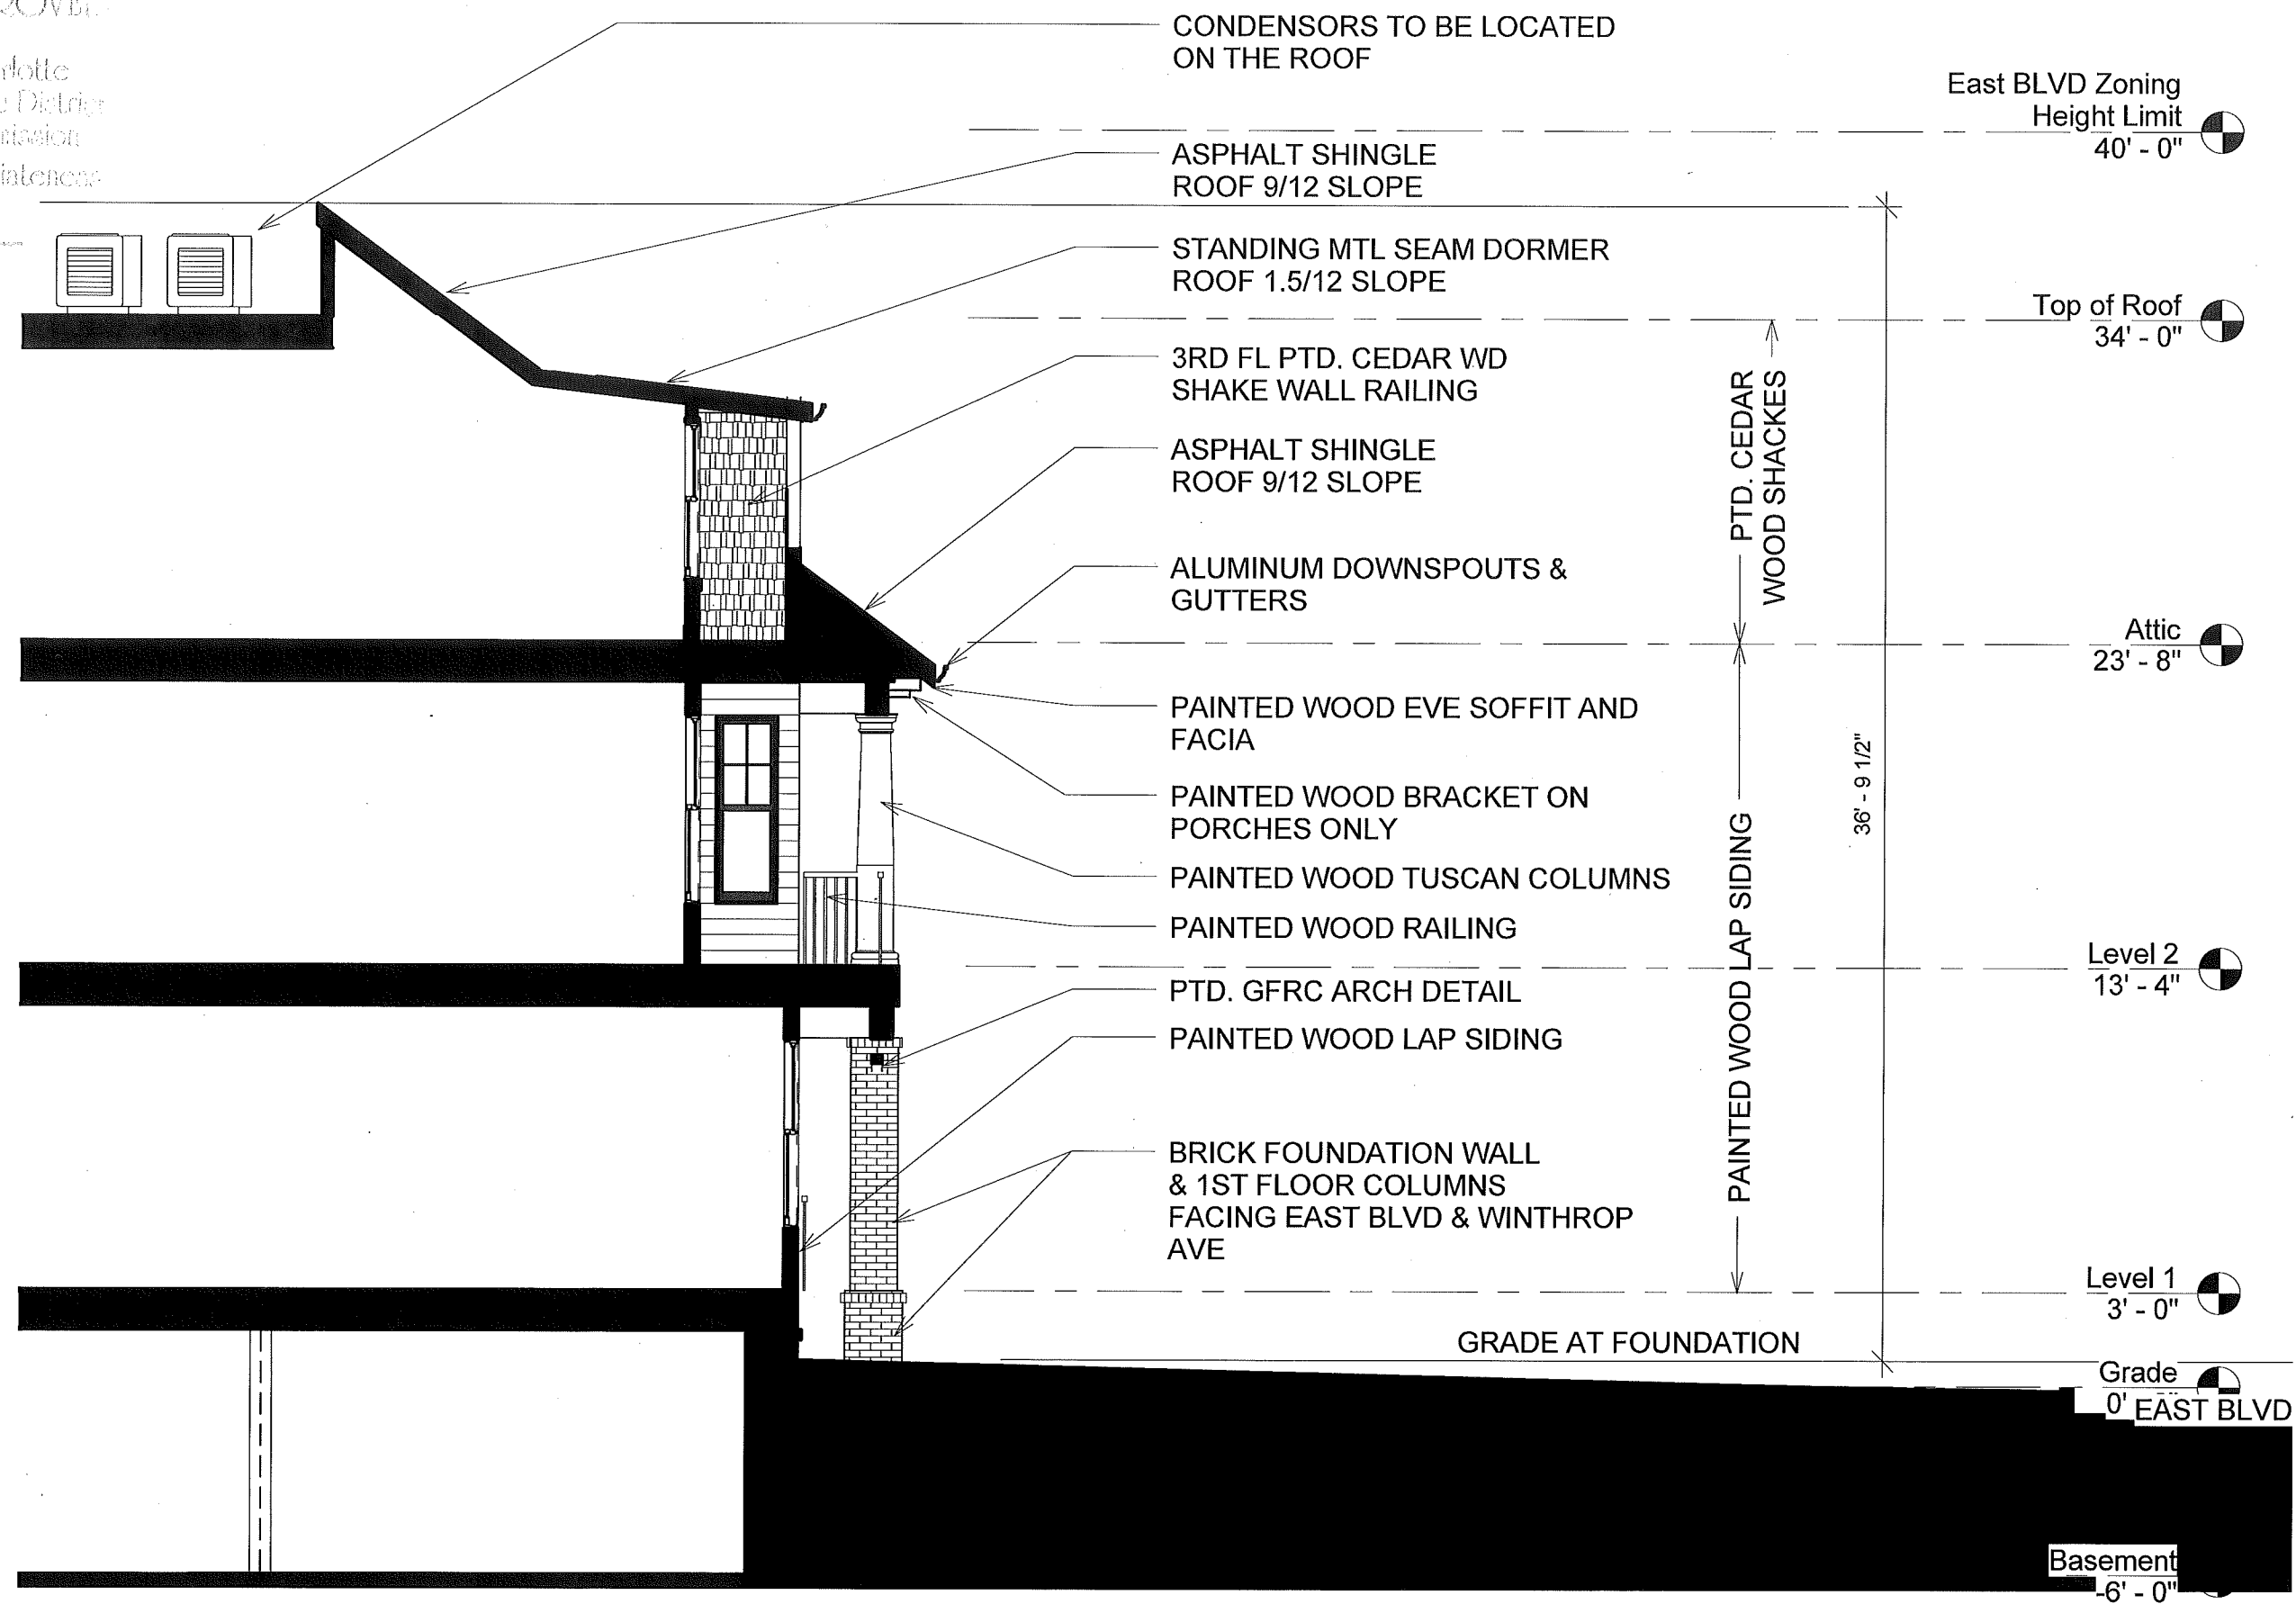 CONDENSORS TO BE LOCATED
ON THE ROOF
East BLVD Zoning
Height Limit
40' - 0"
ASPHALT SHINGLE
ROOF 9/12 SLOPE
STANDING MTL SEAM DORMER
ROOF 1.5/12 SLOPE
Top of Roof
34' - 0"
3RD FL PTD. CEDAR WD
SHAKE WALL RAILING
PTD. CEDAR
WOOD SHACKES
ASPHALT SHINGLE
ROOF 9/12 SLOPE
ALUMINUM DOWNSPOUTS &
GUTTERS
Attic
23' - 8"
PAINTED WOOD EVE SOFFIT AND
FACIA
36' - 9 1/2"
PAINTED WOOD BRACKET ON
PORCHES ONLY
PAINTED WOOD LAP SIDING
PAINTED WOOD TUSCAN COLUMNS
PAINTED WOOD RAILING
Level 2
13' - 4"
PTD. GFRC ARCH DETAIL
PAINTED WOOD LAP SIDING
BRICK FOUNDATION WALL
& 1ST FLOOR COLUMNS
FACING EAST BLVD & WINTHROP
AVE
Level 1
3' - 0"
GRADE AT FOUNDATION
Grade
0'
EAST BLVD
Basement
-6' - 0"